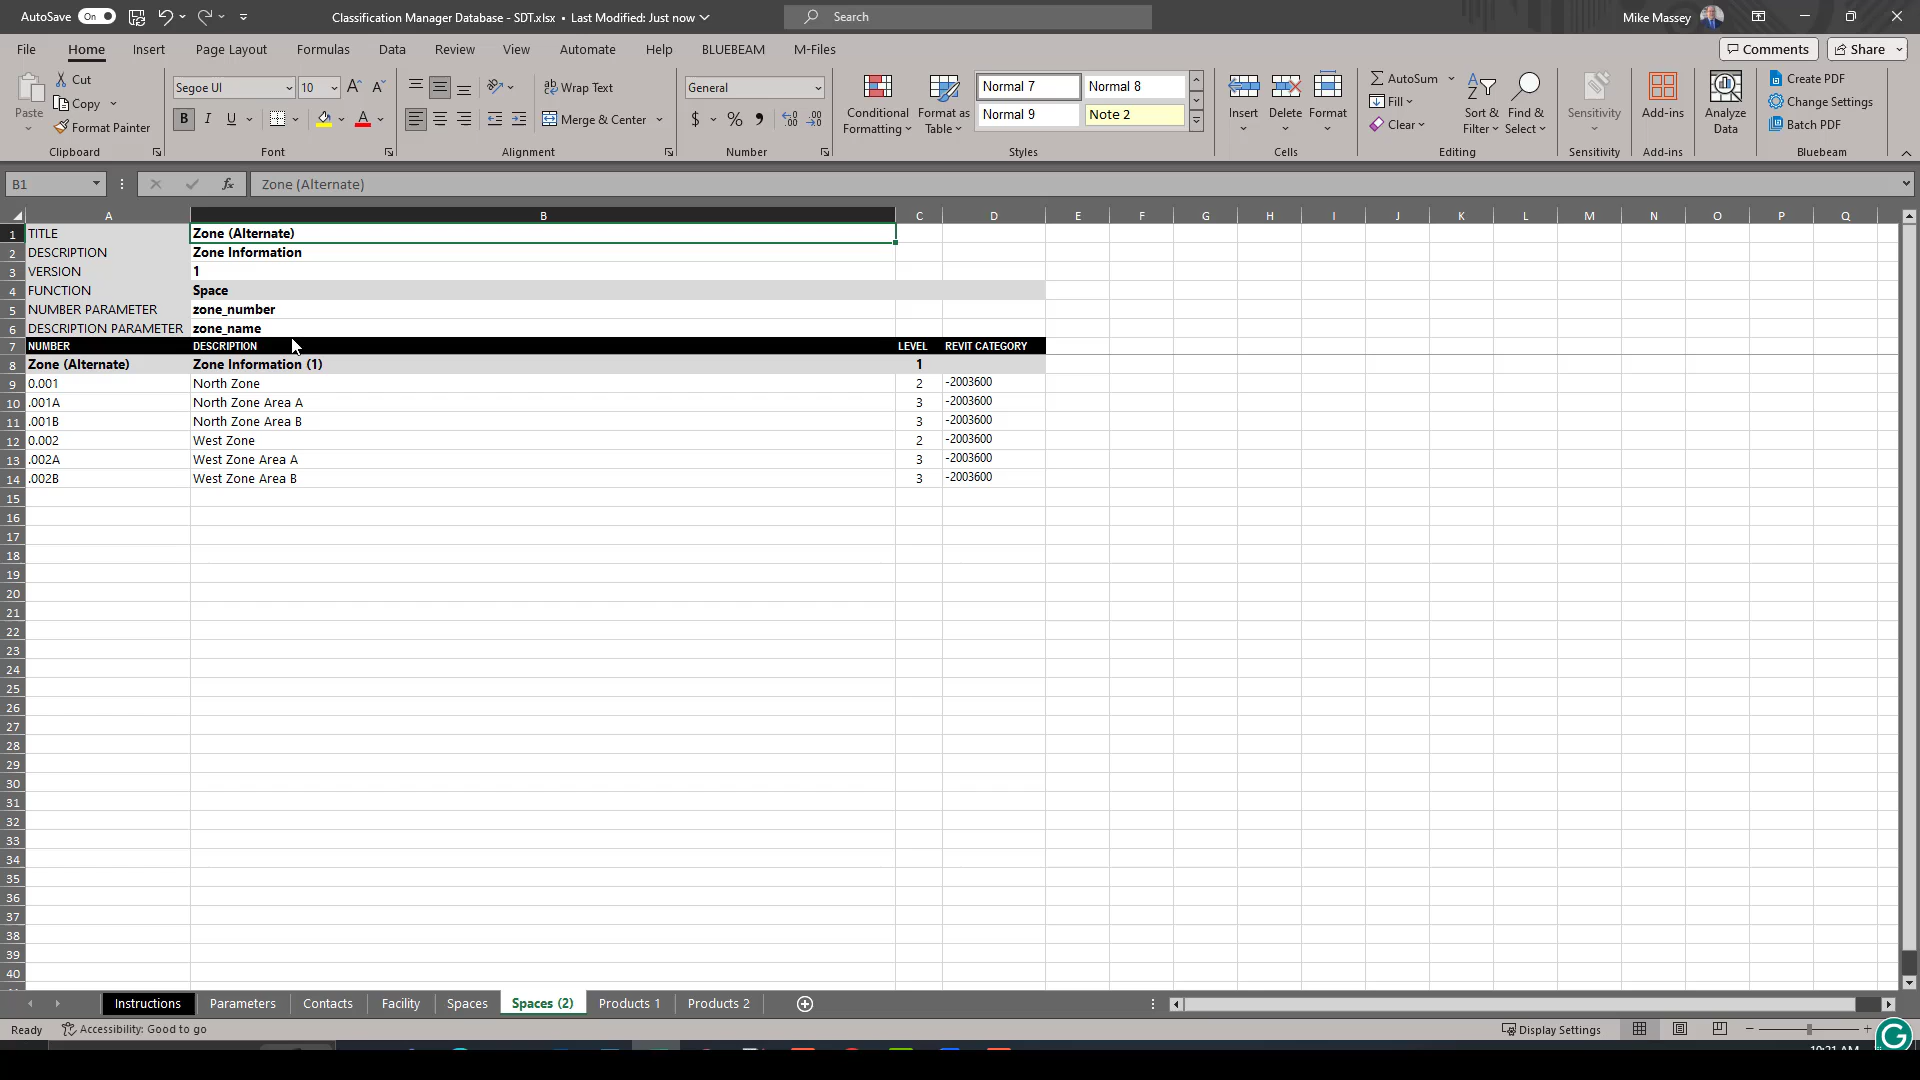 AutoSave On Classification Manager Database - SDT.xlsx • Last Modified: Just now Search Mike Massey
File Home Insert Page Layout Formulas Data Review View Automate Help BLUEBEAM M-Files Comments Share
Paste Cut Copy Format Painter Clipboard
Segoe UI 10 B I U A Font
Wrap Text Merge & Center Alignment
General $ % Number
Conditional Formatting Format as Table Normal 7 Normal 8 Normal 9 Note 2 Styles
Insert Delete Format Cells
AutoSum Fill Clear Sort & Filter Find & Select Editing
Sensitivity Sensitivity
Add-ins Add-ins
Analyze Data
Create PDF Change Settings Batch PDF Bluebeam
B1 fx Zone (Alternate)
A B C D E F G H I J K L M N O P Q
1 TITLE Zone (Alternate)
2 DESCRIPTION Zone Information
3 VERSION 1
4 FUNCTION Space
5 NUMBER PARAMETER zone_number
6 DESCRIPTION PARAMETER zone_name
7 NUMBER DESCRIPTION LEVEL REVIT CATEGORY
8 Zone (Alternate) Zone Information (1) 1
9 0.001 North Zone 2 -2003600
10 .001A North Zone Area A 3 -2003600
11 .001B North Zone Area B 3 -2003600
12 0.002 West Zone 2 -2003600
13 .002A West Zone Area A 3 -2003600
14 .002B West Zone Area B 3 -2003600
15
16
17
18
19
20
21
22
23
24
25
26
27
28
29
30
31
32
33
34
35
36
37
38
39
40
Instructions Parameters Contacts Facility Spaces Spaces (2) Products 1 Products 2
Ready Accessibility: Good to go Display Settings